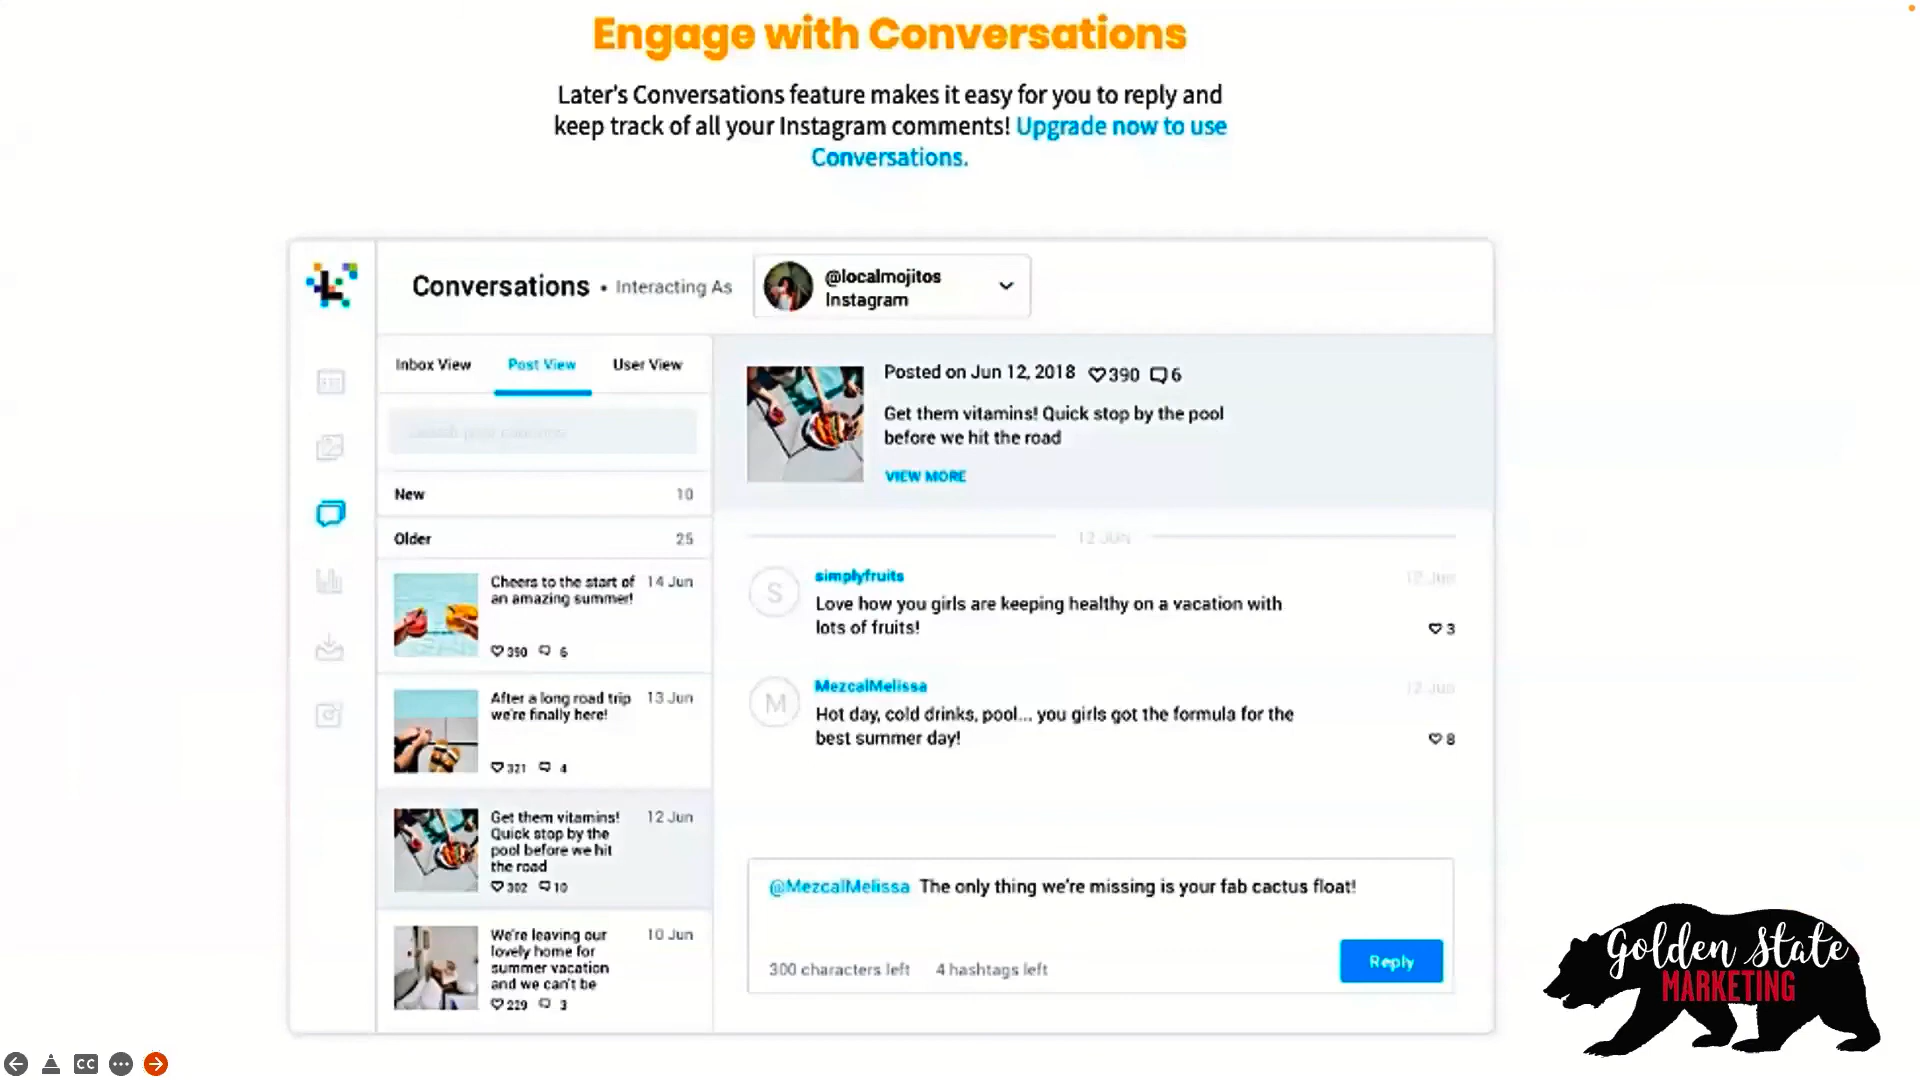 Engage with Conversations
Later's Conversations feature makes it easy for you to reply and
keep track of all your Instagram comments! Upgrade now to use
Conversations.
Conversations • Interacting As
@localmojitos
Instagram
Inbox View Post View User View
New 10
Older 25
Cheers to the start of 14 Jun
an amazing summer!
390 6
After a long road trip 13 Jun
we're finally here!
321 4
Get them vitamins! 12 Jun
Quick stop by the
pool before we hit
the road
302 10
We're leaving our 10 Jun
lovely home for
summer vacation
and we can't be
229 3
Posted on Jun 12, 2018 390 6
Get them vitamins! Quick stop by the pool
before we hit the road
VIEW MORE
12 JUN
S
simplyfruits 12 Jun
Love how you girls are keeping healthy on a vacation with
lots of fruits!
3
M
MezcalMelissa 12 Jun
Hot day, cold drinks, pool... you girls got the formula for the
best summer day!
8
@MezcalMelissa The only thing we're missing is your fab cactus float!
300 characters left 4 hashtags left
Reply
Golden State
MARKETING
CC